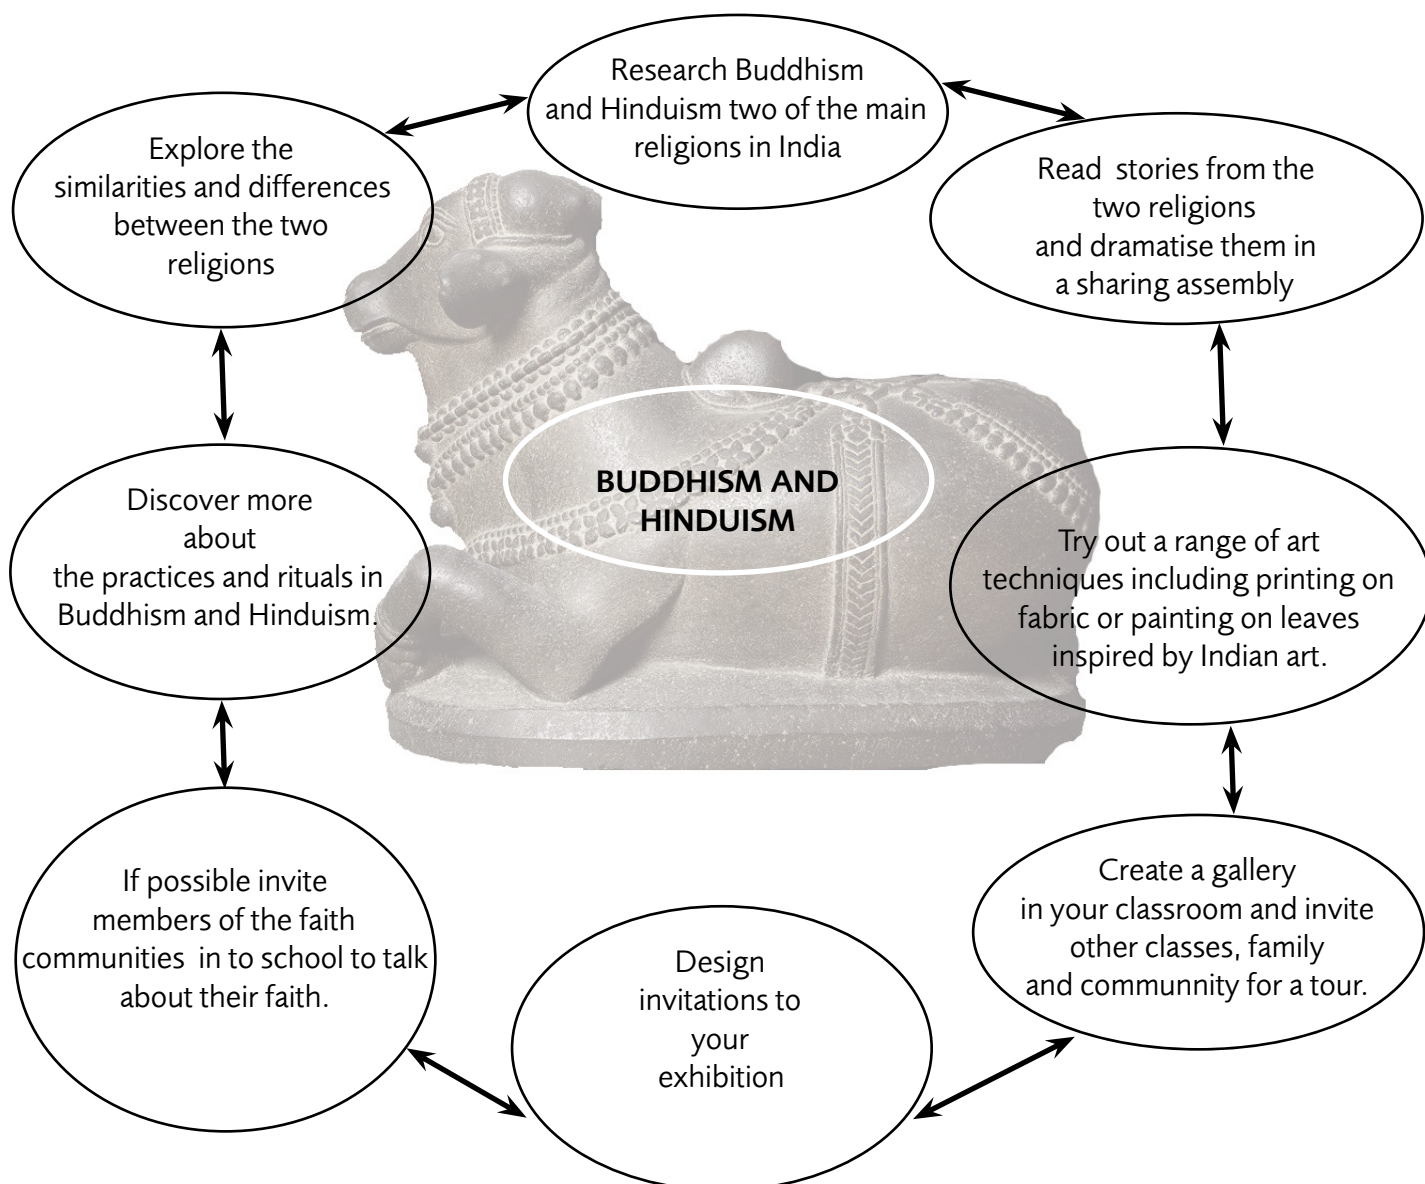 Research Buddhism
and Hinduism two of the main
religions in India
Explore the
similarities and differences
between the two
religions
Read  stories from the
two religions
and dramatise them in
a sharing assembly
BUDDHISM AND
HINDUISM
Discover more
about
the practices and rituals in
Buddhism and Hinduism.
Try out a range of art
techniques including printing on
fabric or painting on leaves
inspired by Indian art.
If possible invite
members of the faith
communities  in to school to talk
about their faith.
Create a gallery
in your classroom and invite
other classes, family
and communnity for a tour.
Design
invitations to
your
exhibition